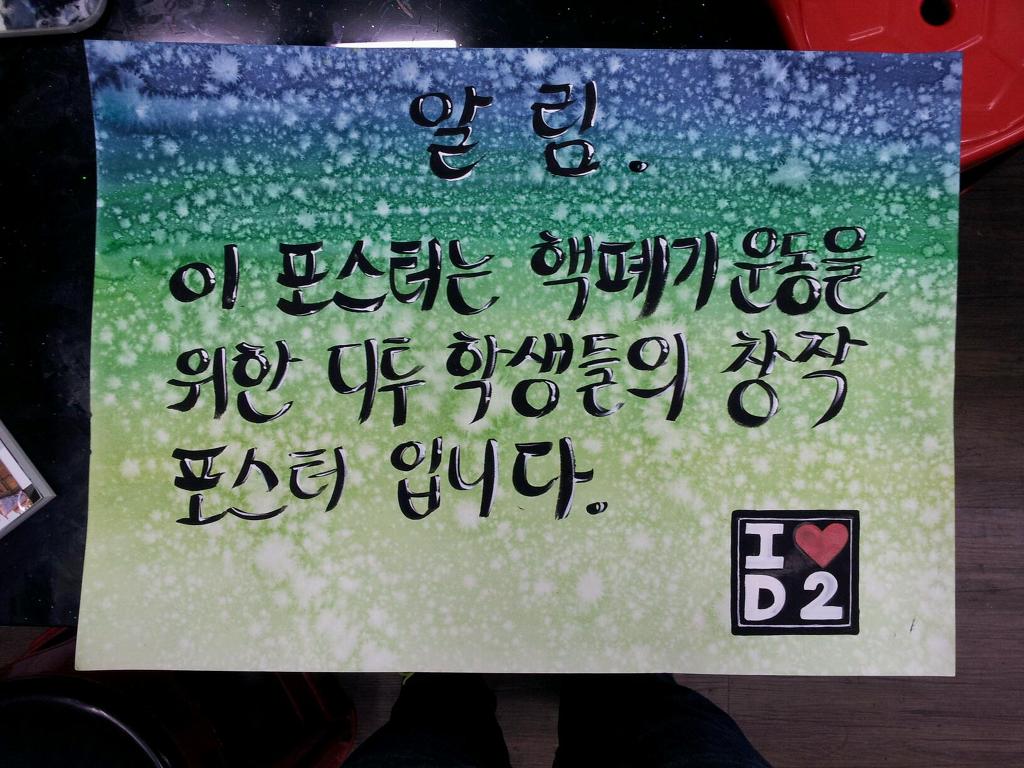 알 림.
이 포스터는 핵폐기 운동을
위한 디투 학생들의 창작
포스터 입니다.
I ♥
D 2